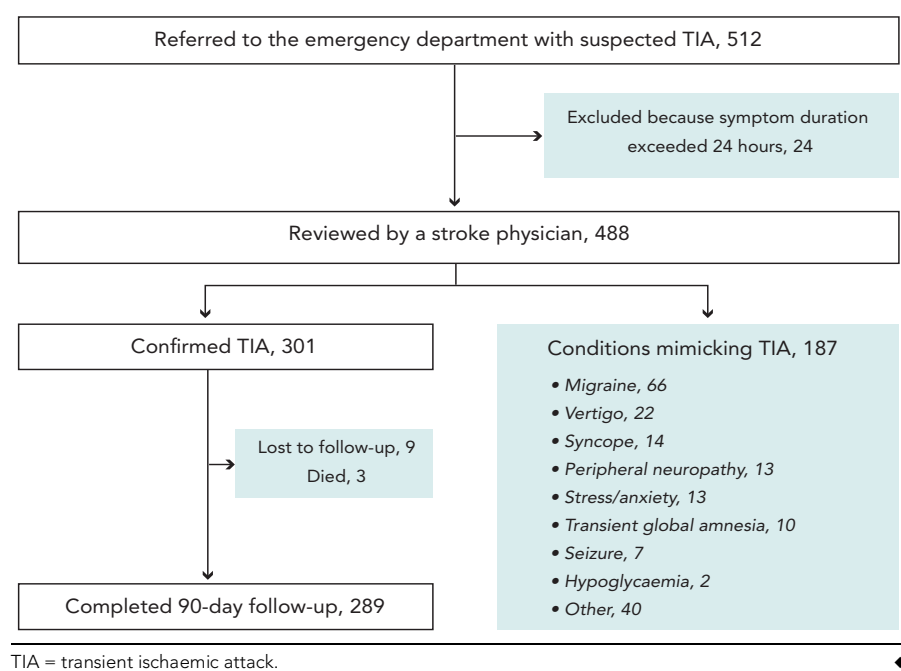 Referred to the emergency department with suspected TIA, 512
Excluded because symptom duration
exceeded 24 hours, 24
Reviewed by a stroke physician, 488
Confirmed TIA, 301
Lost to follow-up, 9
Died, 3
Completed 90-day follow-up, 289
Conditions mimicking TIA, 187
• Migraine, 66
• Vertigo, 22
• Syncope, 14
• Peripheral neuropathy, 13
• Stress/anxiety, 13
• Transient global amnesia, 10
• Seizure, 7
• Hypoglycaemia, 2
• Other, 40
TIA = transient ischaemic attack.